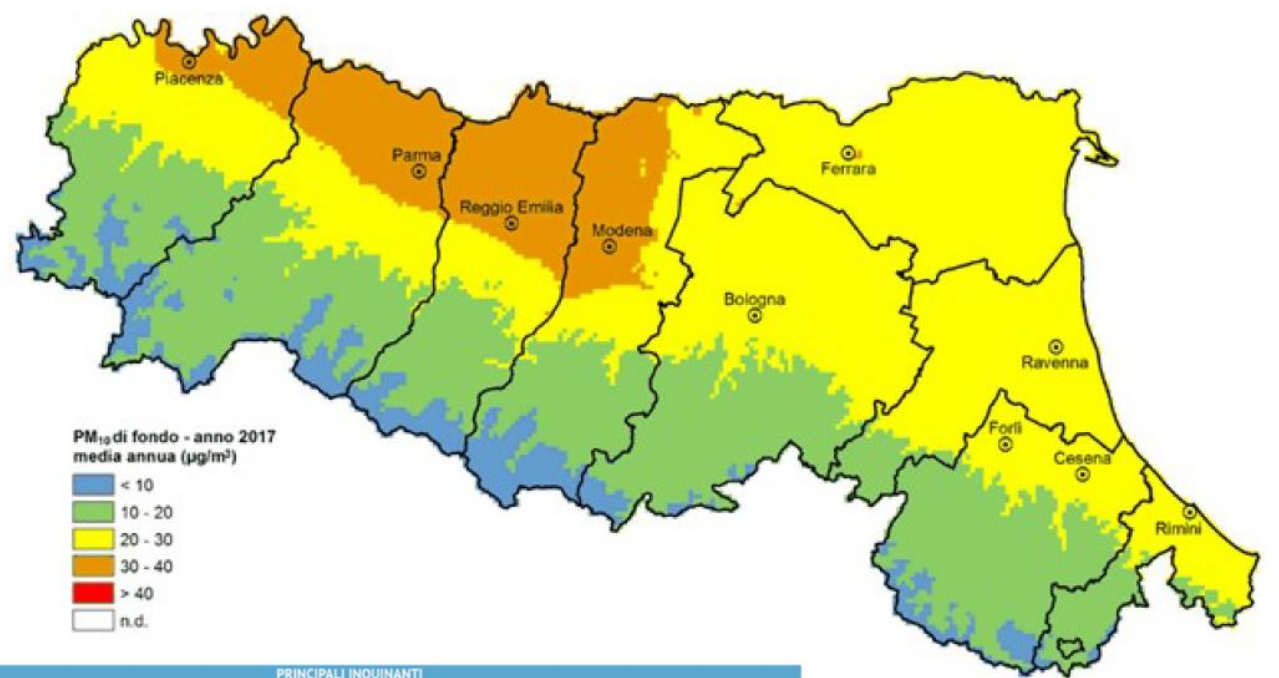 Piacenza
Parma
Ferrara
Reggio Emilia
Modena
Bologna
Ravenna
Forlì
Cesena
Rimini
PM₁₀ di fondo - anno 2017
media annua (µg/m³)
< 10
10 - 20
20 - 30
30 - 40
> 40
n.d.
PRINCIPALI INQUINANTI